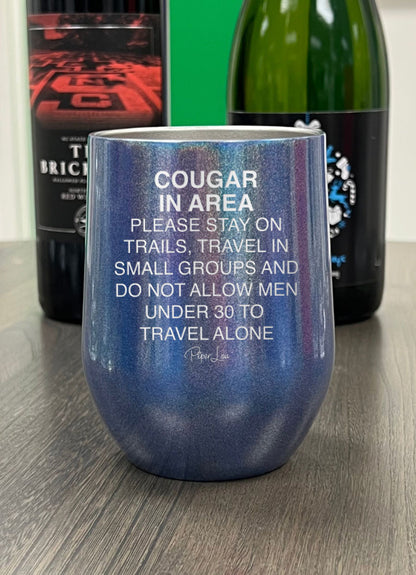 COUGAR
IN AREA
PLEASE STAY ON
TRAILS, TRAVEL IN
SMALL GROUPS AND
DO NOT ALLOW MEN
UNDER 30 TO
TRAVEL ALONE
Piper Lou
RED